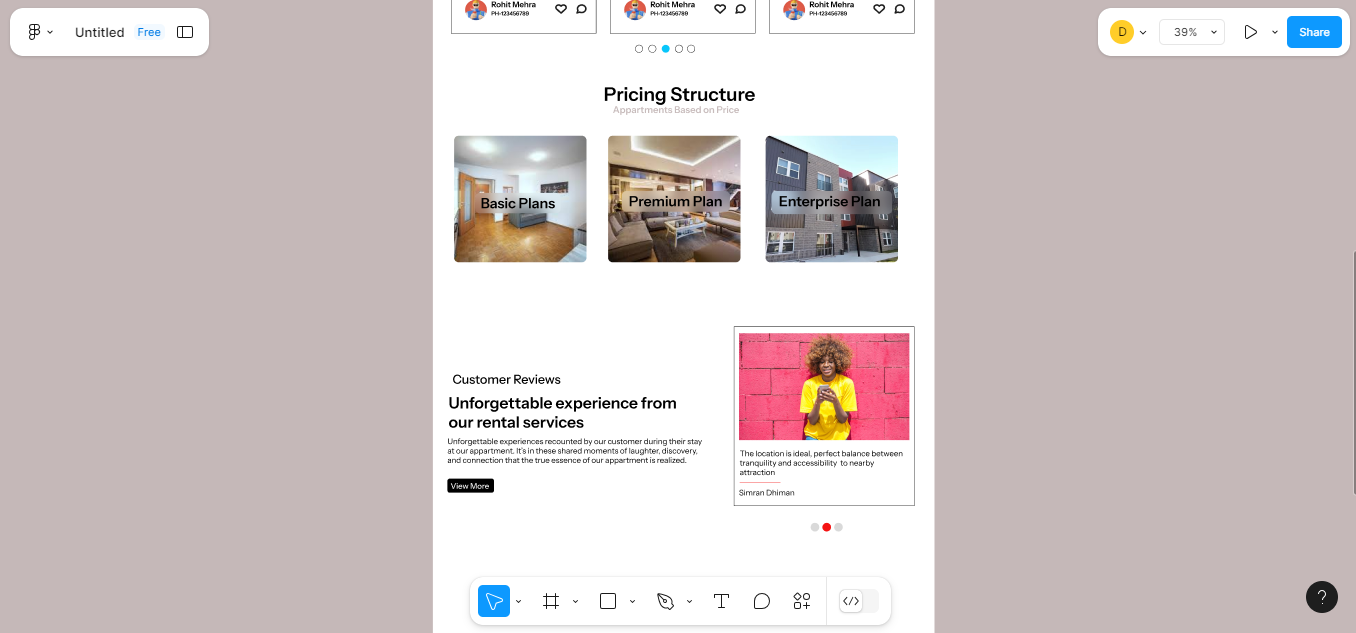 Untitled Free
D
39%
Share
Rohit Mehra
PH-123456789
Rohit Mehra
PH-123456789
Rohit Mehra
PH-123456789
Pricing Structure
Appartments Based on Price
Basic Plans
Premium Plan
Enterprise Plan
Customer Reviews
Unforgettable experience from
our rental services
Unforgettable experiences recounted by our customer during their stay
at our apartment. It's in these shared moments of laughter, discovery,
and connection that the true essence of our apartment is realized.
View More
The location is ideal, perfect balance between
tranquility and accessibility to nearby
attraction
Simran Dhiman
T
</>
?